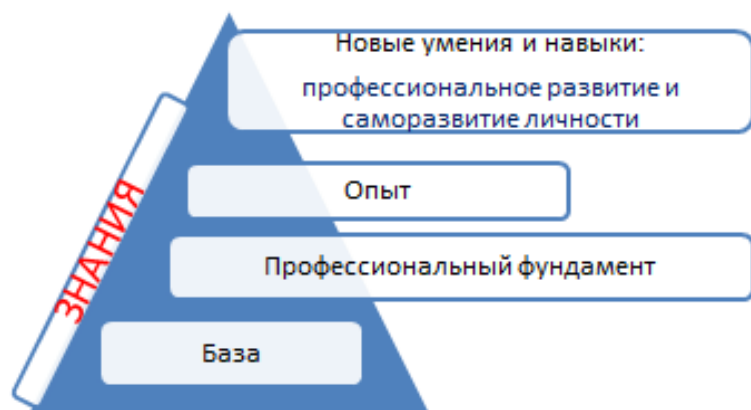 Новые умения и навыки:
профессиональное развитие и
саморазвитие личности
Опыт
Профессиональный фундамент
База
ЗНАНИЯ